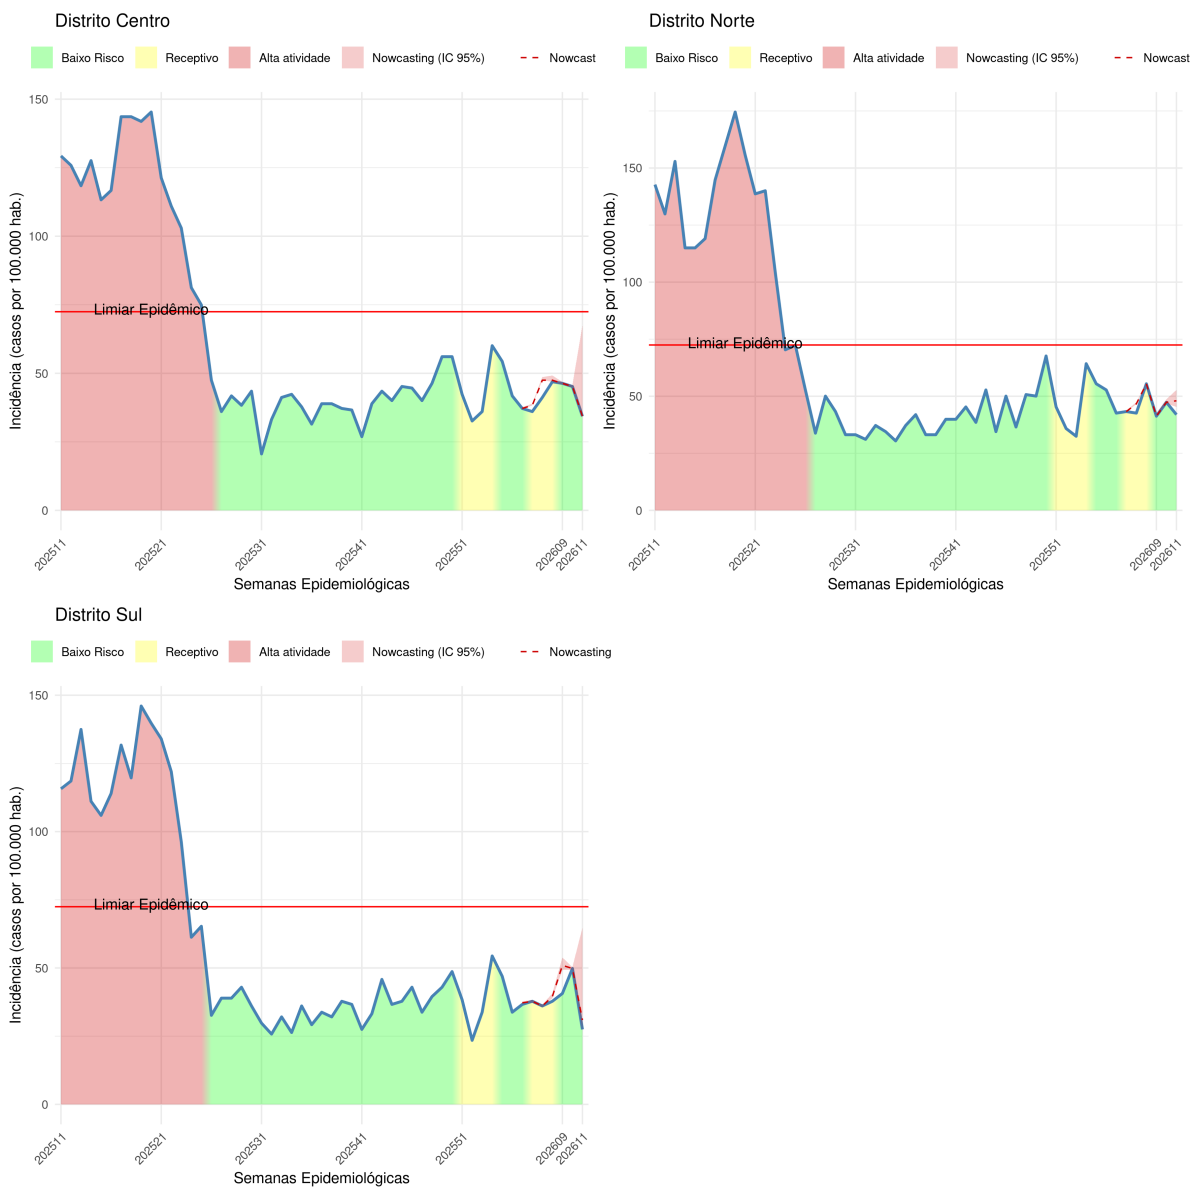 Distrito Centro
Baixo Risco Receptivo Alta atividade Nowcasting (IC 95%) Nowcast
150
100
50
0
Limiar Epidêmico
Incidência (casos por 100.000 hab.)
202511 202521 202531 202541 202551 202609 202611
Semanas Epidemiológicas
Distrito Norte
Baixo Risco Receptivo Alta atividade Nowcasting (IC 95%) Nowcast
150
100
50
0
Limiar Epidêmico
Incidência (casos por 100.000 hab.)
202511 202521 202531 202541 202551 202609 202611
Semanas Epidemiológicas
Distrito Sul
Baixo Risco Receptivo Alta atividade Nowcasting (IC 95%) Nowcasting
150
100
50
0
Limiar Epidêmico
Incidência (casos por 100.000 hab.)
202511 202521 202531 202541 202551 202609 202611
Semanas Epidemiológicas